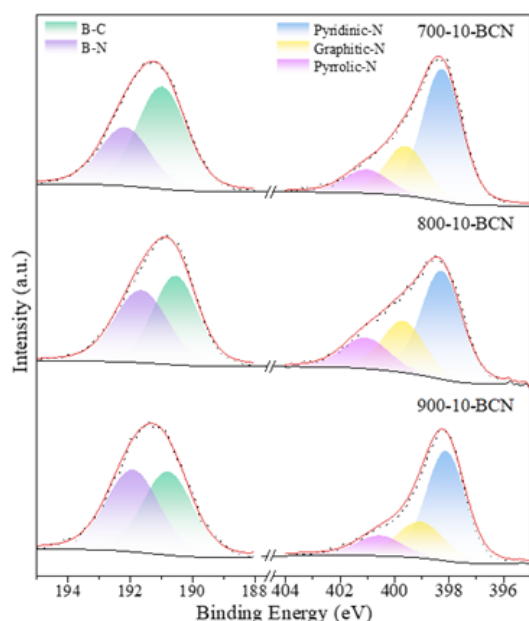 B-C
B-N
Pyridinic-N
Graphitic-N
Pyrrolic-N
700-10-BCN
800-10-BCN
900-10-BCN
Intensity (a.u.)
194 192 190 188 404 402 400 398
Binding Energy (eV)